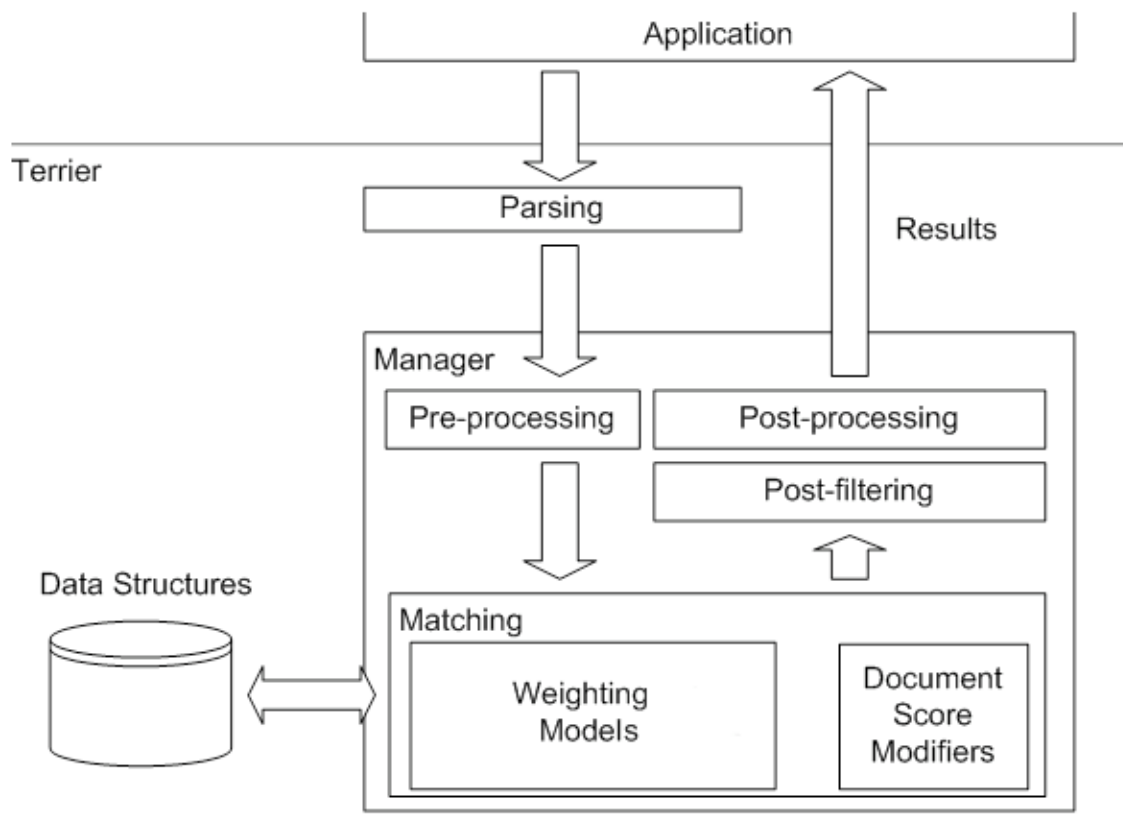 Application
Terrier
Parsing
Results
Manager
Pre-processing
Post-processing
Post-filtering
Data Structures
Matching
Weighting
Models
Document
Score
Modifiers